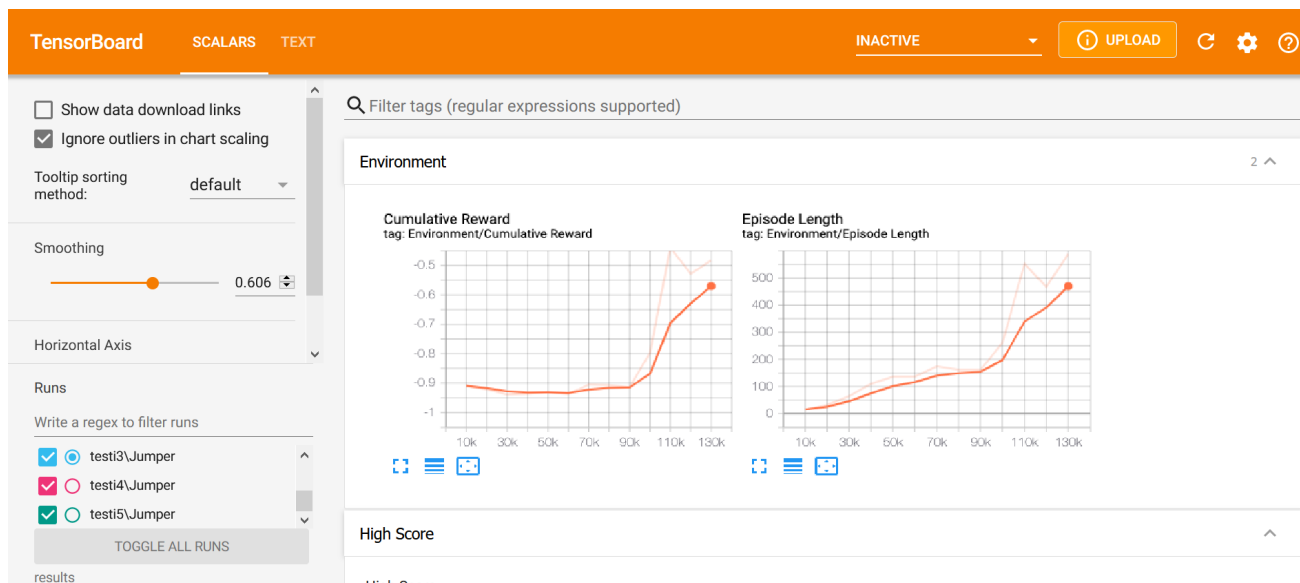 TensorBoard
SCALARS
TEXT
INACTIVE
UPLOAD
Show data download links
Ignore outliers in chart scaling
Tooltip sorting
method:
default
Smoothing
0.606
Horizontal Axis
Runs
Write a regex to filter runs
testi3\Jumper
testi4\Jumper
testi5\Jumper
TOGGLE ALL RUNS
results
Filter tags (regular expressions supported)
Environment
2
Cumulative Reward
tag: Environment/Cumulative Reward
-0.5
-0.6
-0.7
-0.8
-0.9
-1
10k 30k 50k 70k 90k 110k 130k
Episode Length
tag: Environment/Episode Length
500
400
300
200
100
0
10k 30k 50k 70k 90k 110k 130k
High Score